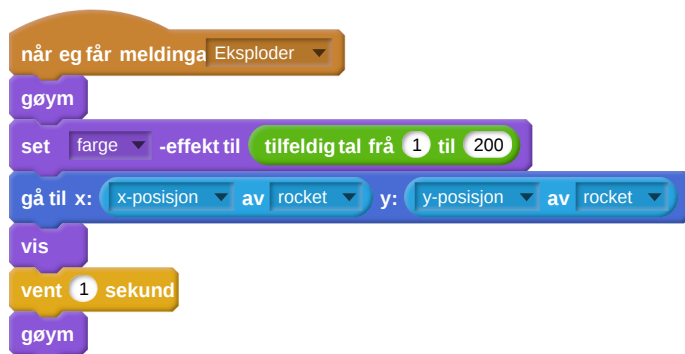 når eg får meldinga Eksploder
gøym
set farge -effekt til tilfeldig tal frå 1 til 200
gå til x: x-posisjon av rocket y: y-posisjon av rocket
vis
vent 1 sekund
gøym